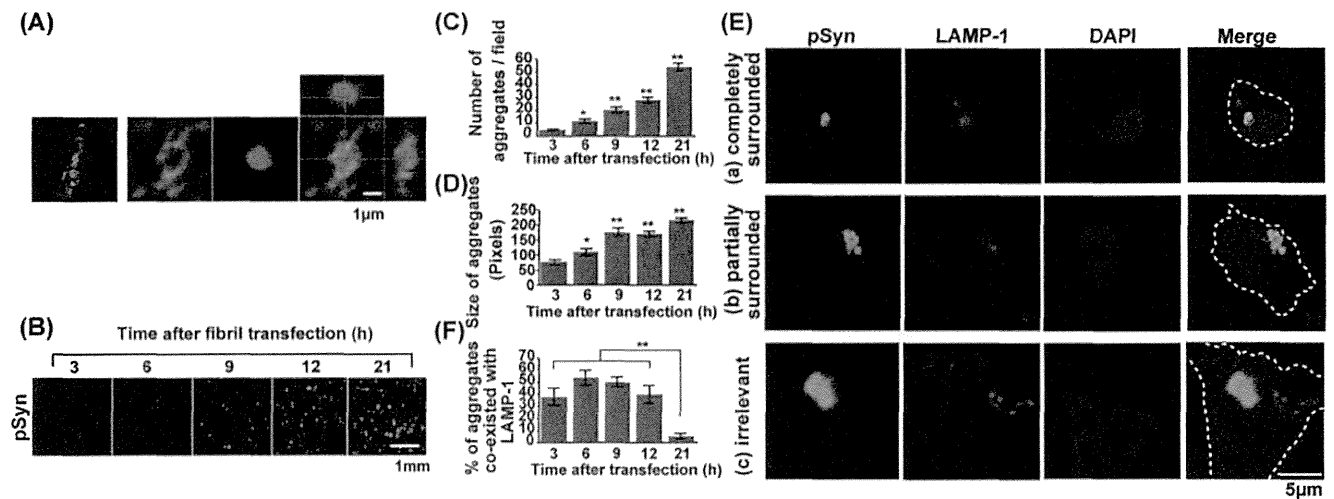 (A)
1μm
(B)
Time after fibril transfection (h)
3 6 9 12 21
pSyn
1mm
(C)
Number of
aggregates / field
60
50
40
30
20
10
0
* ** ** **
3 6 9 12 21
Time after transfection (h)
(D)
Size of aggregates
(Pixels)
250
200
150
100
50
0
* ** ** **
3 6 9 12 21
Time after transfection (h)
(F)
% of aggregates
co-existed with
LAMP-1
70
60
50
40
30
20
10
0
**
3 6 9 12 21
Time after transfection (h)
(E)
pSyn LAMP-1 DAPI Merge
(a) completely
surrounded
(b) partially
surrounded
(c) irrelevant
5μm